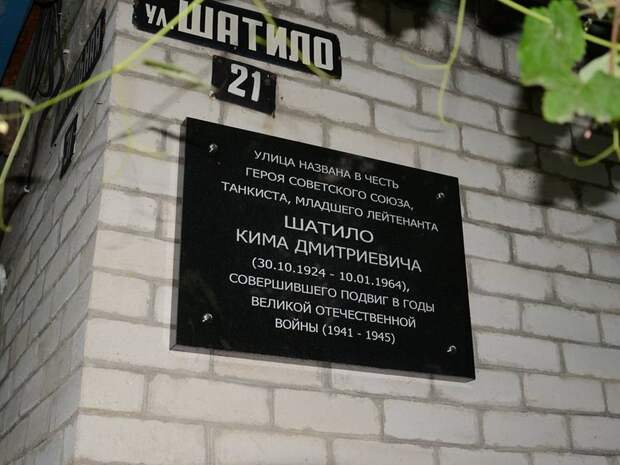 ул ШАТИЛО
21
УЛИЦА НАЗВАНА В ЧЕСТЬ
ГЕРОЯ СОВЕТСКОГО СОЮЗА,
ТАНКИСТА, МЛАДШЕГО ЛЕЙТЕНАНТА
ШАТИЛО
КИМА ДМИТРИЕВИЧА
(30.10.1924 - 10.01.1964),
СОВЕРШИВШЕГО ПОДВИГ В ГОДЫ
ВЕЛИКОЙ ОТЕЧЕСТВЕННОЙ
ВОЙНЫ (1941 - 1945)